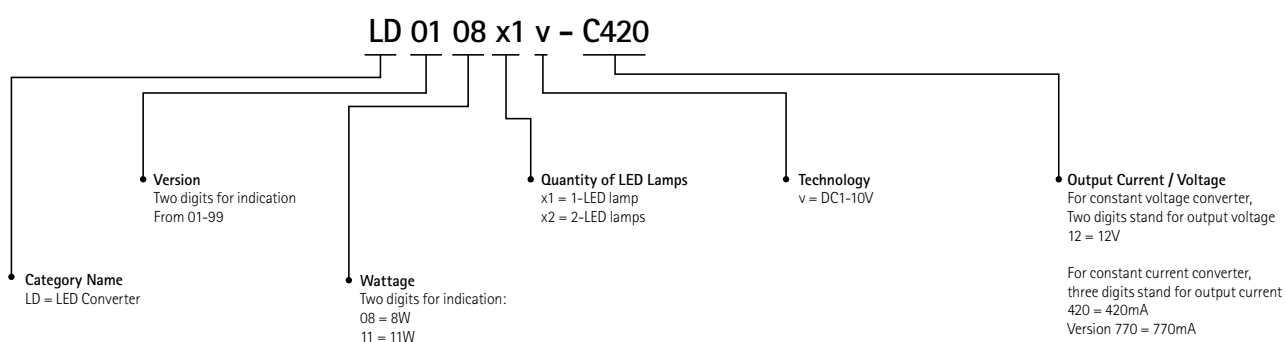 LD 01 08 x1 v - C420
Version
Two digits for indication
From 01-99
Quantity of LED Lamps
x1 = 1-LED lamp
x2 = 2-LED lamps
Technology
v = DC1-10V
Output Current / Voltage
For constant voltage converter,
Two digits stand for output voltage
12 = 12V
For constant current converter,
three digits stand for output current
420 = 420mA
Version 770 = 770mA
Category Name
LD = LED Converter
Wattage
Two digits for indication:
08 = 8W
11 = 11W